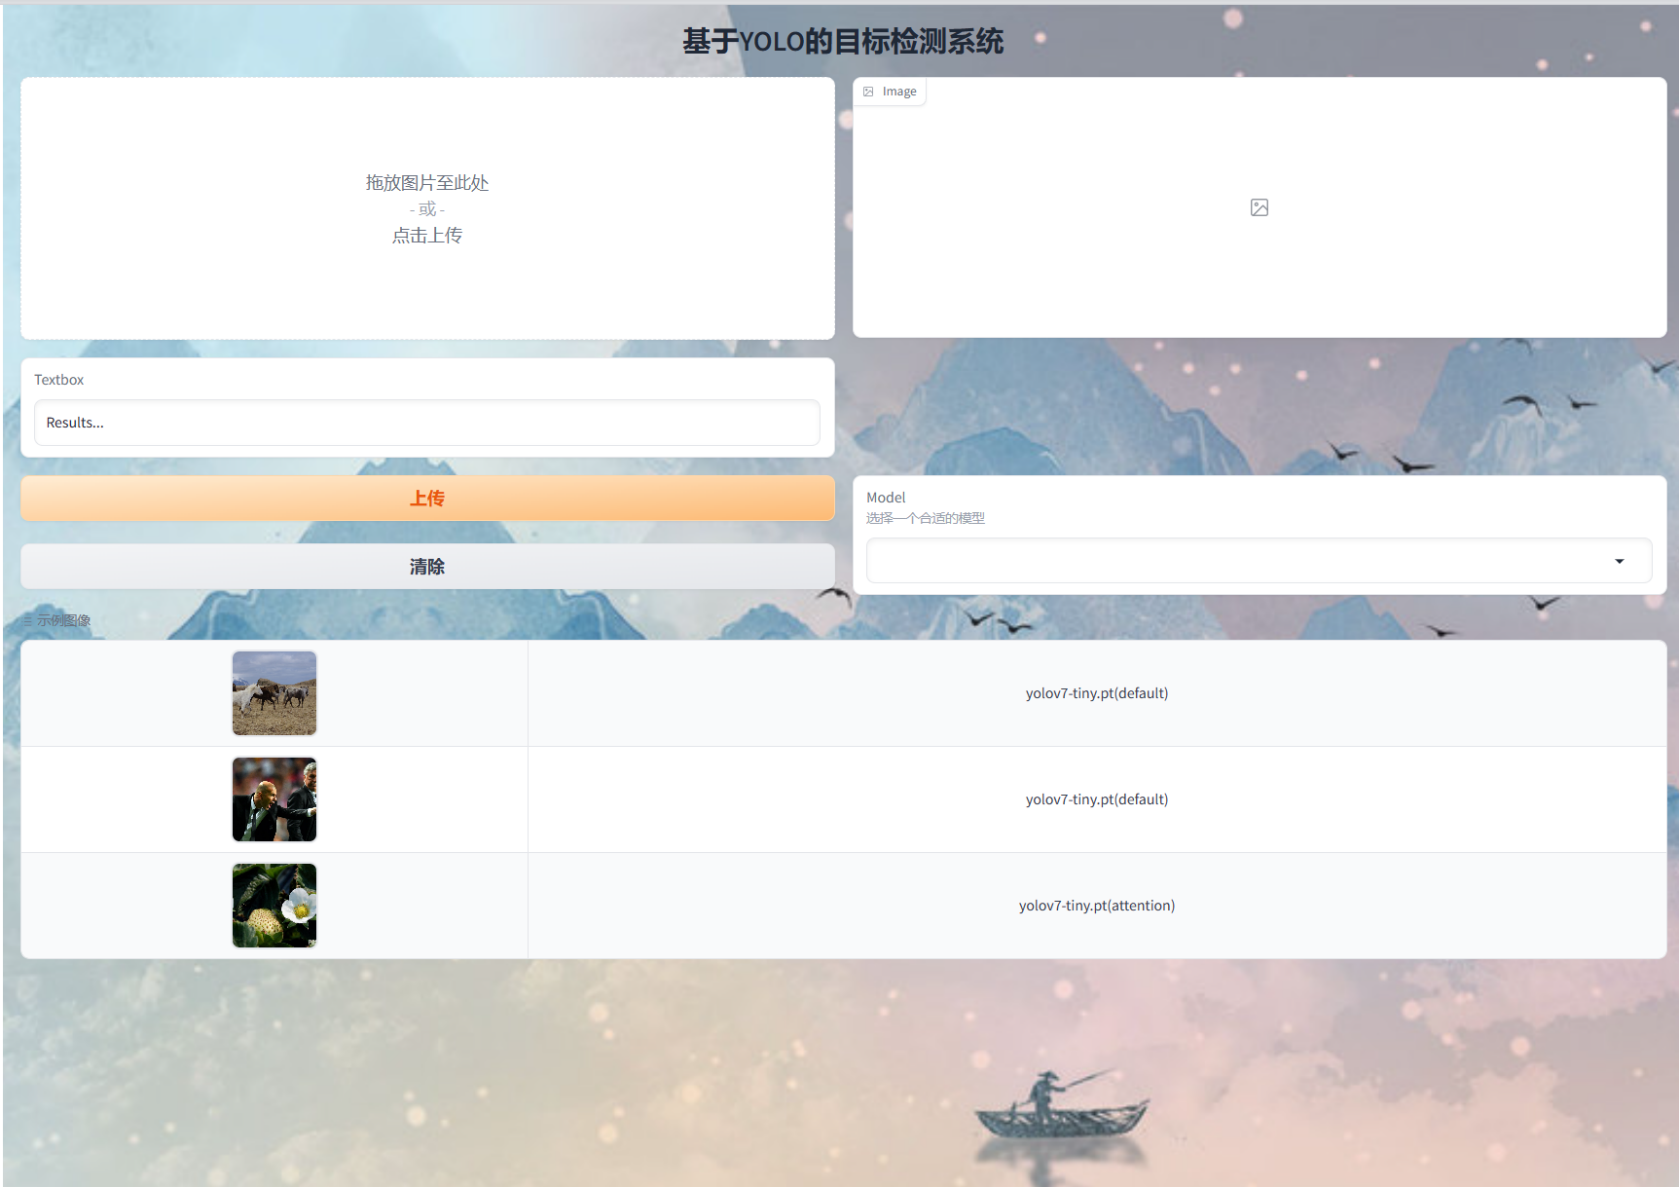 基于YOLO的目标检测系统
拖放图片至此处
- 或 -
点击上传
Image
Textbox
Results...
上传
清除
Model
选择一个合适的模型
示例图像
yolov7-tiny.pt(default)
yolov7-tiny.pt(default)
yolov7-tiny.pt(attention)